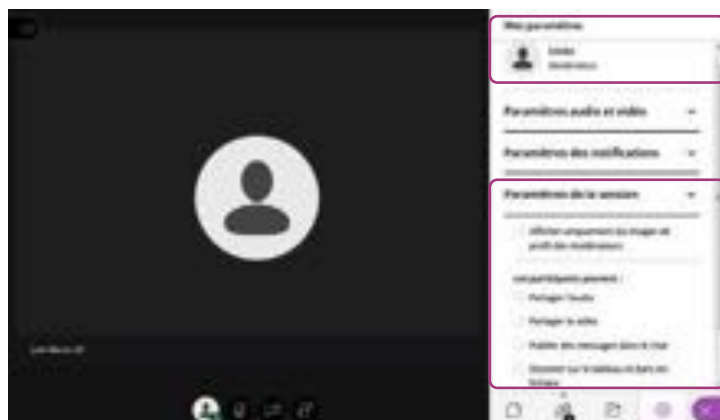 Mes paramètres
Modérateur
Paramètres audio et vidéo
Paramètres des notifications
Paramètres de la session
Afficher uniquement les images de
profil des modérateurs
Les participants peuvent :
Partager l'audio
Partager la vidéo
Publier des messages dans le chat
Dessiner sur le tableau et dans les
fichiers